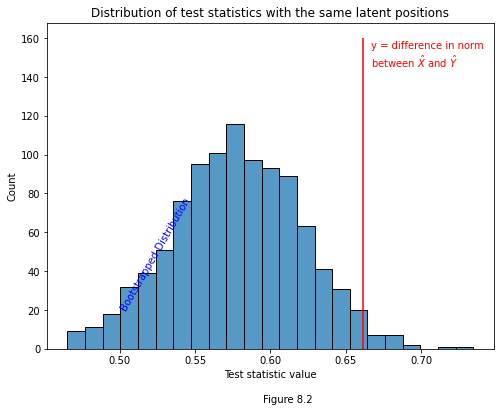 Distribution of test statistics with the same latent positions
160
140
120
100
80
60
40
20
0
Count
y = difference in norm
between X̂ and Ŷ
Bootstrapped Distribution
0.50 0.55 0.60 0.65 0.70
Test statistic value
Figure 8.2